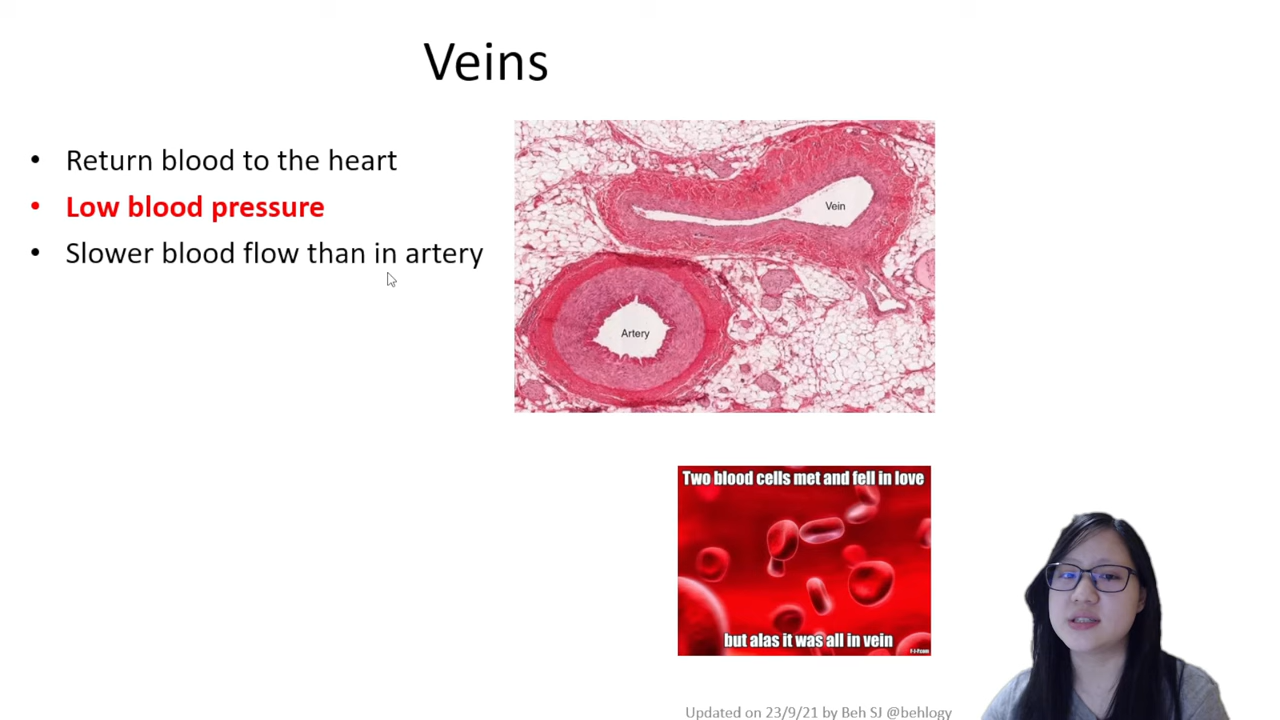 Veins
• Return blood to the heart
• Low blood pressure
• Slower blood flow than in artery
Vein
Artery
Two blood cells met and fell in love
but alas it was all in vein
Updated on 23/9/21 by Beh SJ @behlogy